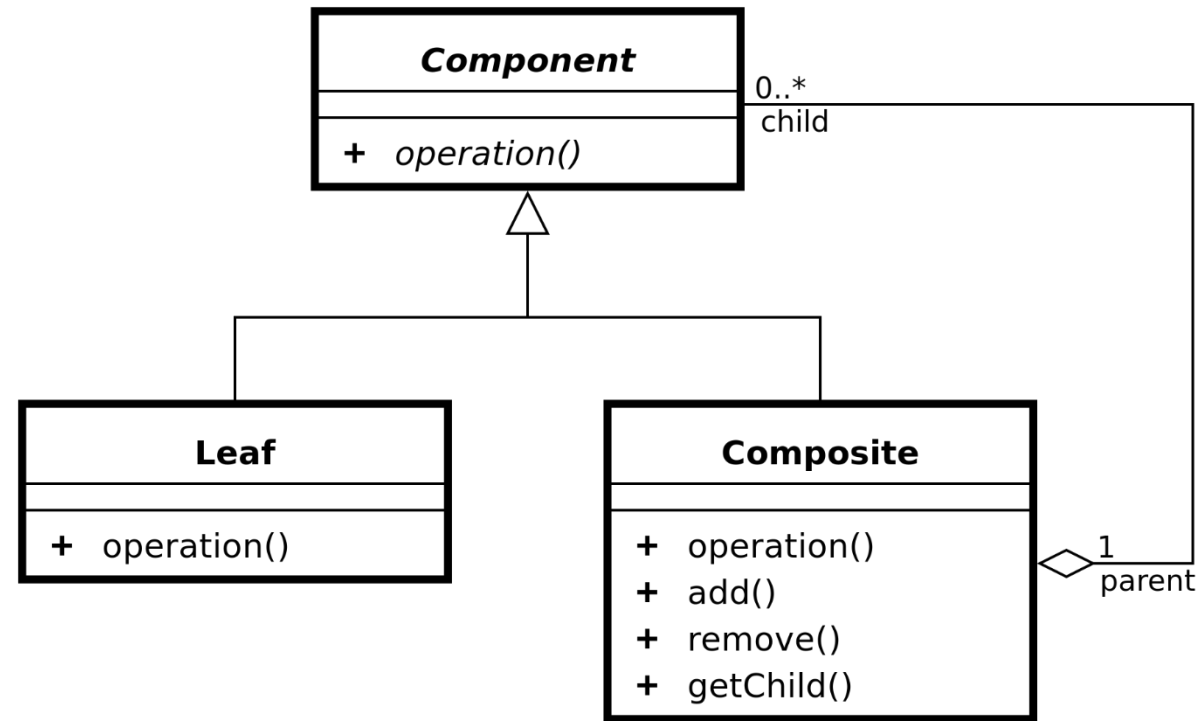 Component
+ operation()
0..*
child
Leaf
+ operation()
Composite
+ operation()
+ add()
+ remove()
+ getChild()
1
parent